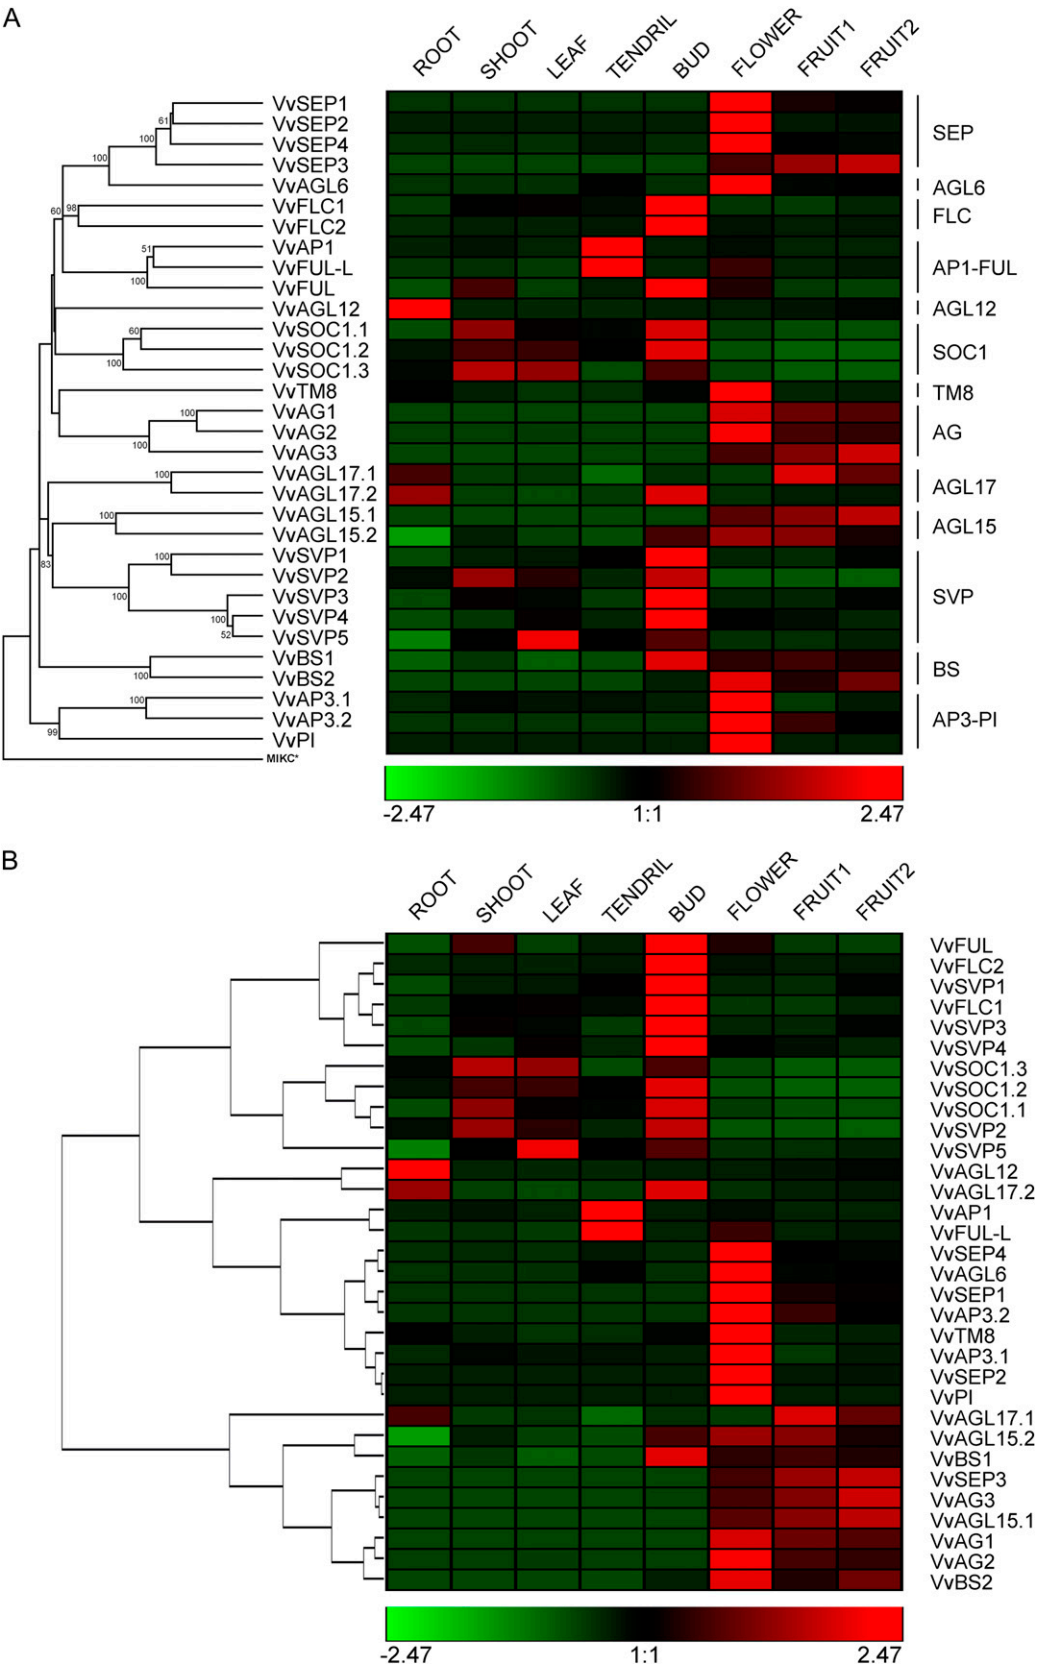 A
ROOT SHOOT LEAF TENDRIL BUD FLOWER FRUIT1 FRUIT2
VvSEP1
VvSEP2
VvSEP4
VvSEP3
VvAGL6
VvFLC1
VvFLC2
VvAP1
VvFUL-L
VvFUL
VvAGL12
VvSOC1.1
VvSOC1.2
VvSOC1.3
VvTM8
VvAG1
VvAG2
VvAG3
VvAGL17.1
VvAGL17.2
VvAGL15.1
VvAGL15.2
VvSVP1
VvSVP2
VvSVP3
VvSVP4
VvSVP5
VvBS1
VvBS2
VvAP3.1
VvAP3.2
VvPI
MIKC*
61
100
100
60
98
51
100
60
100
100
100
100
100
83
100
100
100
52
100
100
99
SEP
AGL6
FLC
AP1-FUL
AGL12
SOC1
TM8
AG
AGL17
AGL15
SVP
BS
AP3-PI
-2.47 1:1 2.47
B
ROOT SHOOT LEAF TENDRIL BUD FLOWER FRUIT1 FRUIT2
VvFUL
VvFLC2
VvSVP1
VvFLC1
VvSVP3
VvSVP4
VvSOC1.3
VvSOC1.2
VvSOC1.1
VvSVP2
VvSVP5
VvAGL12
VvAGL17.2
VvAP1
VvFUL-L
VvSEP4
VvAGL6
VvSEP1
VvAP3.2
VvTM8
VvAP3.1
VvSEP2
VvPI
VvAGL17.1
VvAGL15.2
VvBS1
VvSEP3
VvAG3
VvAGL15.1
VvAG1
VvAG2
VvBS2
-2.47 1:1 2.47